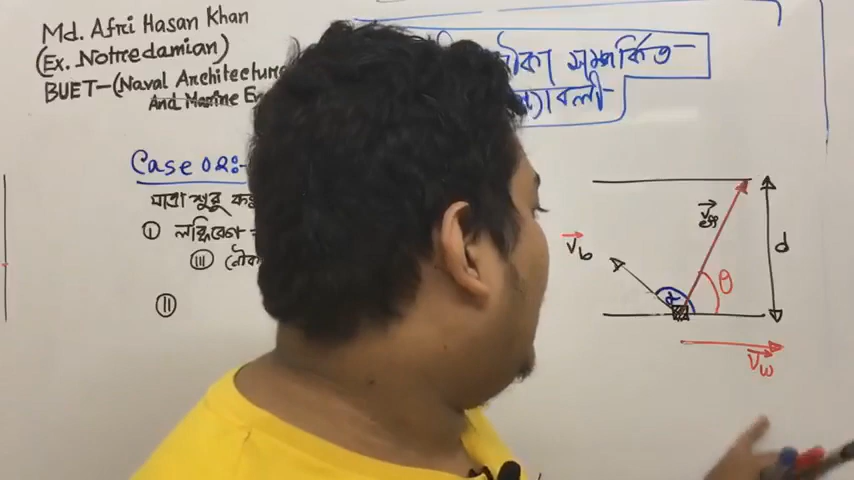 Md. Afri Hasan Khan
(Ex. Notredamian)
BUET-(Naval Architecture
And Marine
সম্পর্কিত
Case 02:-
যাত্রা শুরু
① লব্ধিবেগ
ⅲ
ⅱ
v⃗b
α
θ
d
v⃗w